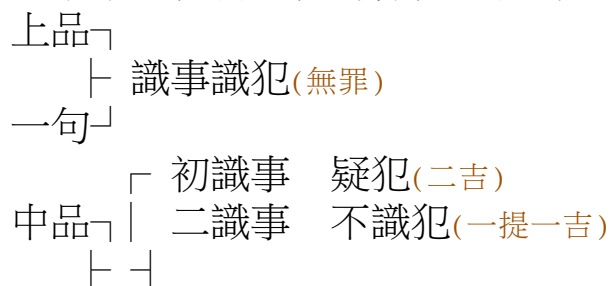 上品┐
├ 識事識犯(無罪)
一句┘
┌ 初識事　疑犯(二吉)
中品┐│ 二識事　不識犯(一提一吉)
├ ┤